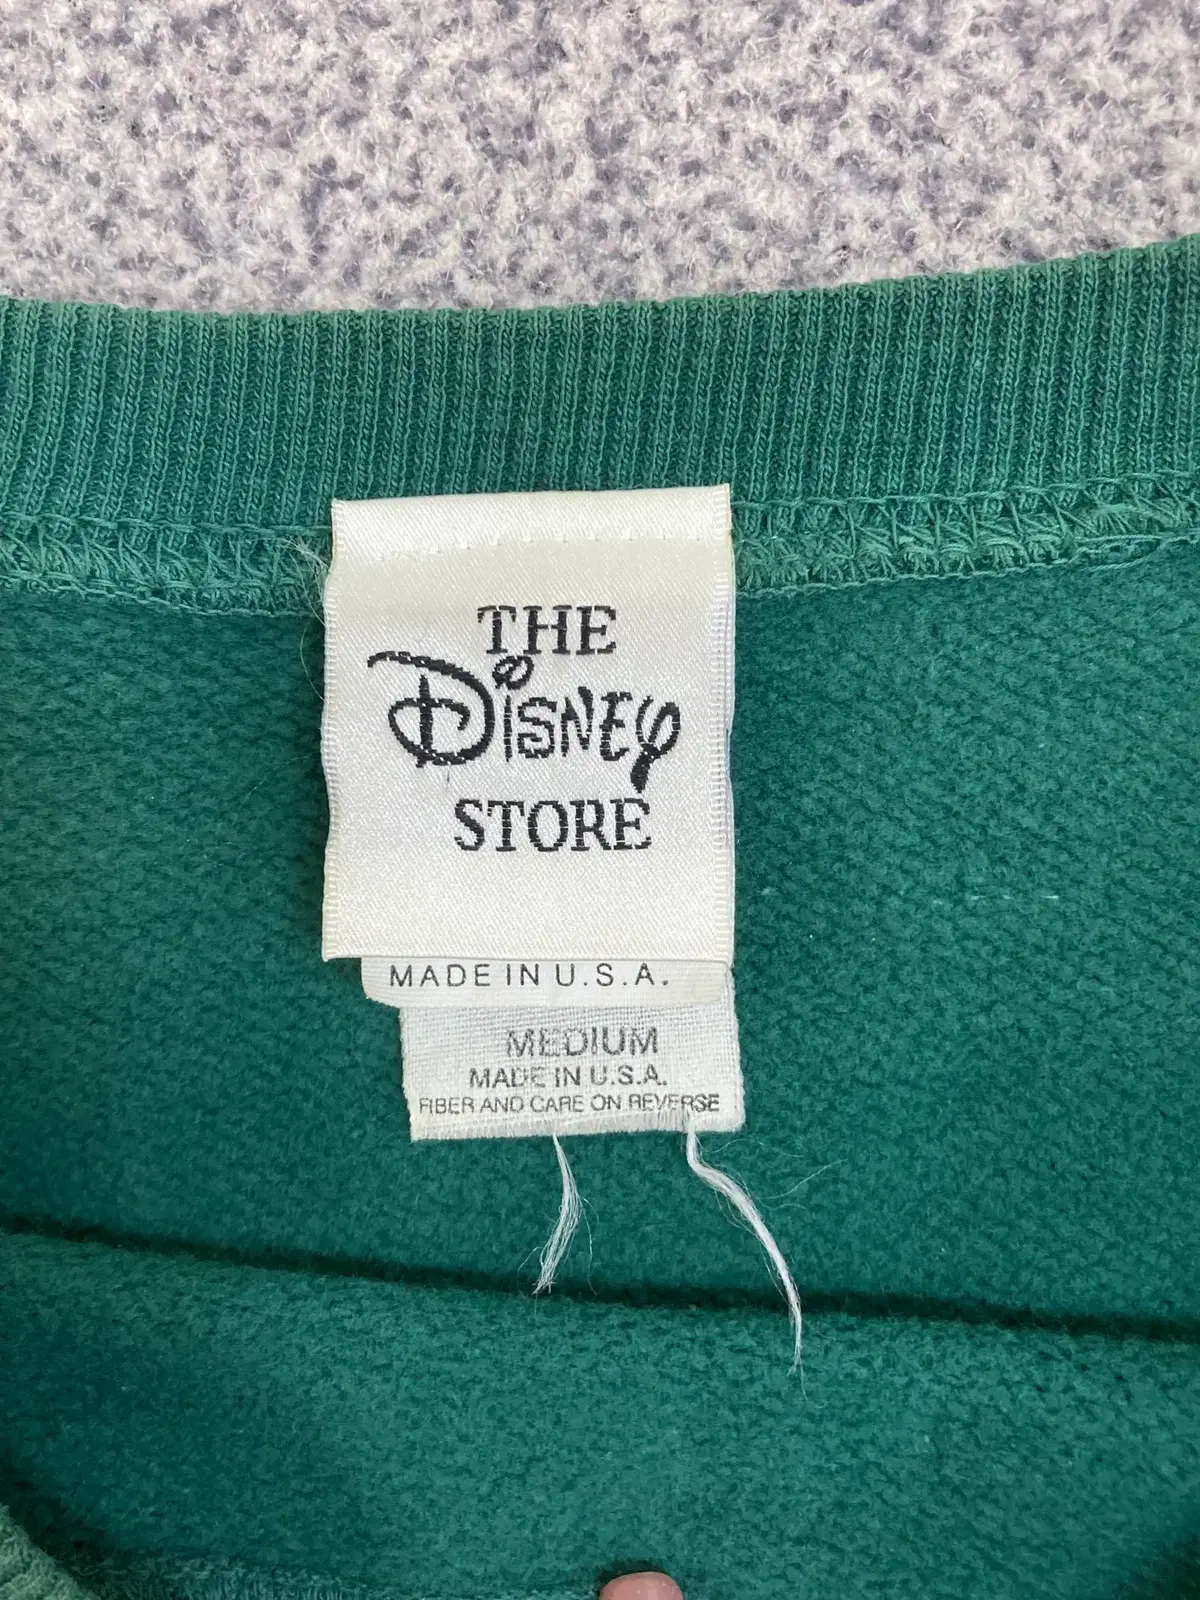 THE
Disney
STORE
MADE IN U.S.A.
MEDIUM
MADE IN U.S.A.
FIBER AND CARE ON REVERSE